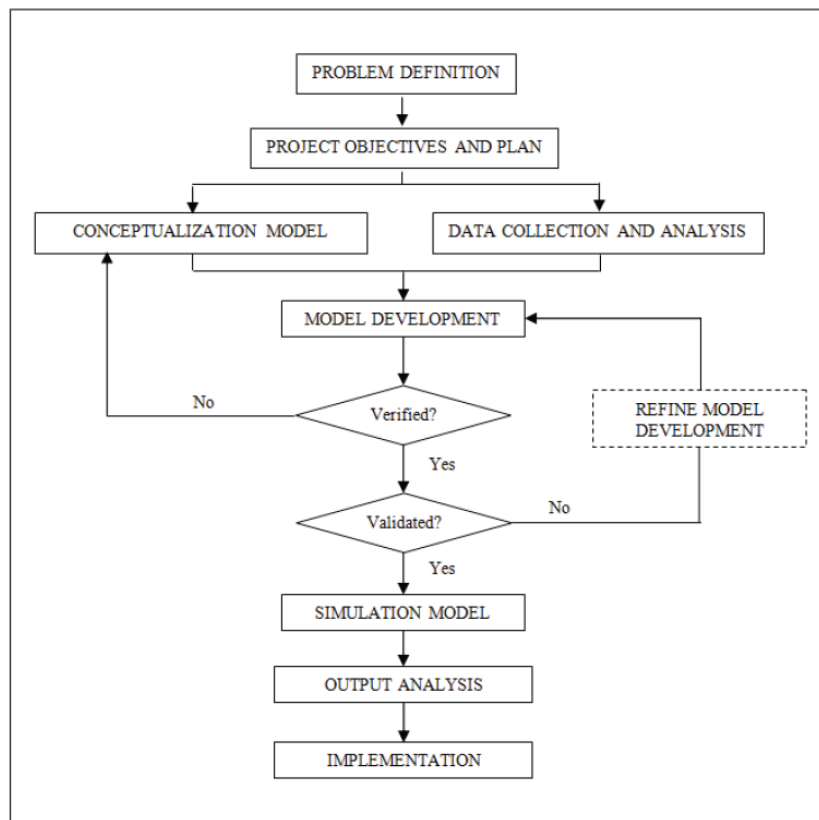 PROBLEM DEFINITION
PROJECT OBJECTIVES AND PLAN
CONCEPTUALIZATION MODEL
DATA COLLECTION AND ANALYSIS
MODEL DEVELOPMENT
No
Verified?
REFINE MODEL
DEVELOPMENT
Yes
Validated?
No
Yes
SIMULATION MODEL
OUTPUT ANALYSIS
IMPLEMENTATION